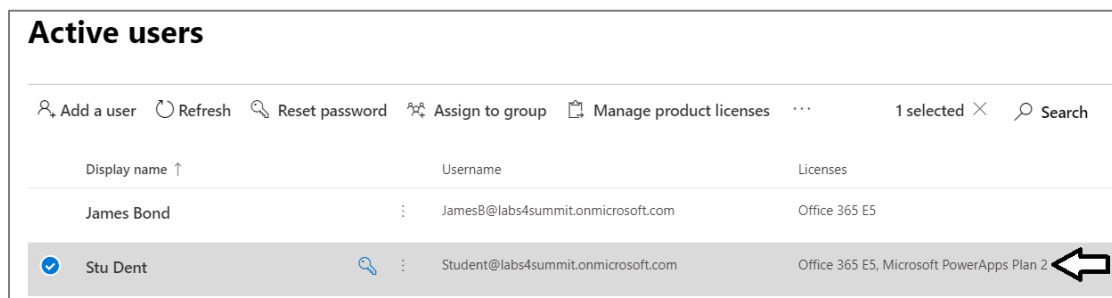 Active users
Add a user Refresh Reset password Assign to group Manage product licenses ... 1 selected Search
Display name ↑ Username Licenses
James Bond JamesB@labs4summit.onmicrosoft.com Office 365 E5
Stu Dent Student@labs4summit.onmicrosoft.com Office 365 E5, Microsoft PowerApps Plan 2